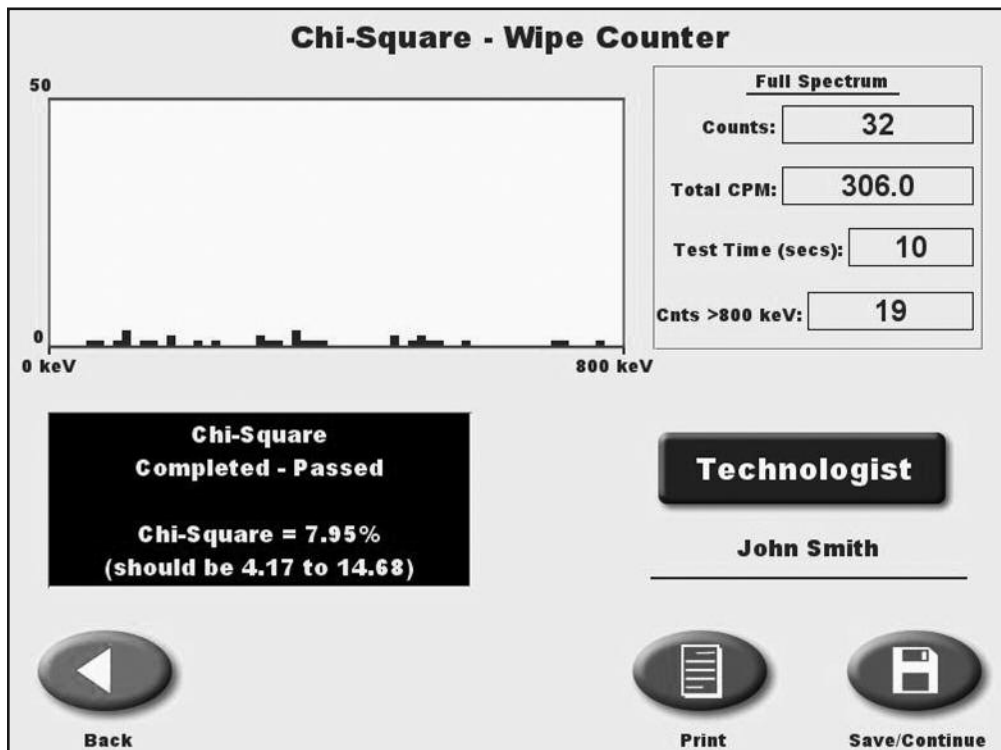 Chi-Square - Wipe Counter
50
0
0 keV
800 keV
Full Spectrum
Counts: 32
Total CPM: 306.0
Test Time (secs): 10
Cnts >800 keV: 19
Chi-Square
Completed - Passed
Chi-Square = 7.95%
(should be 4.17 to 14.68)
Technologist
John Smith
Back
Print
Save/Continue